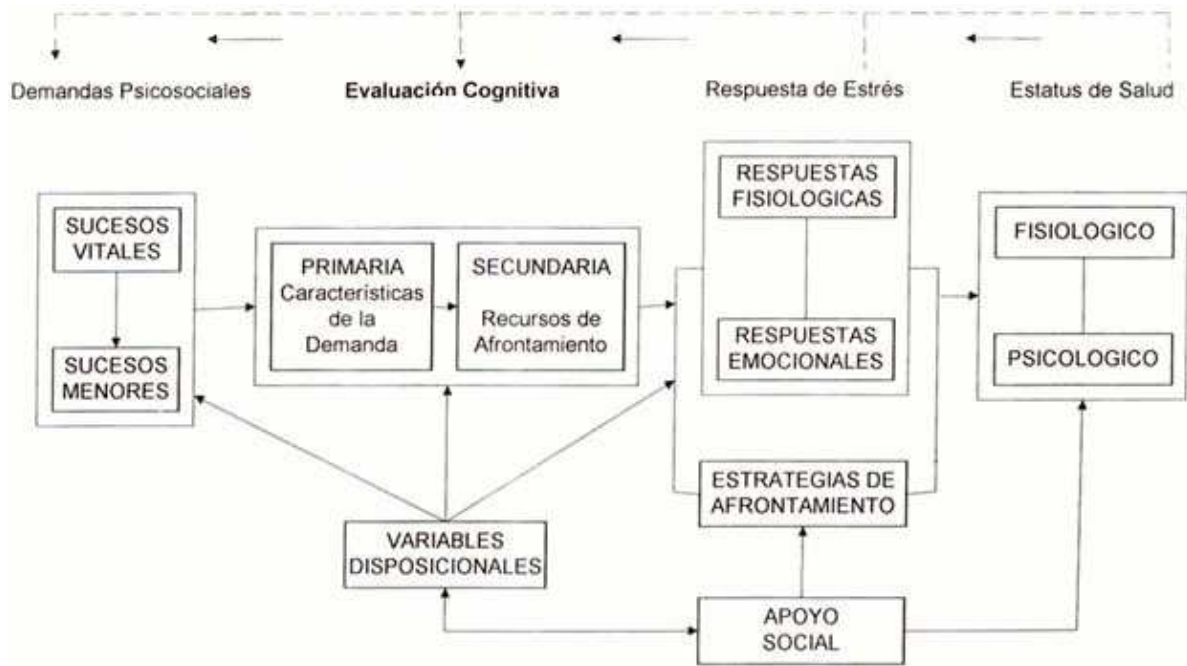 Demandas Psicosociales
Evaluación Cognitiva
Respuesta de Estrés
Estatus de Salud
SUCESOS
VITALES
SUCESOS
MENORES
PRIMARIA
Características
de la
Demanda
SECUNDARIA
Recursos de
Afrontamiento
RESPUESTAS
FISIOLOGICAS
RESPUESTAS
EMOCIONALES
FISIOLOGICO
PSICOLOGICO
ESTRATEGIAS DE
AFRONTAMIENTO
VARIABLES
DISPOSICIONALES
APOYO
SOCIAL